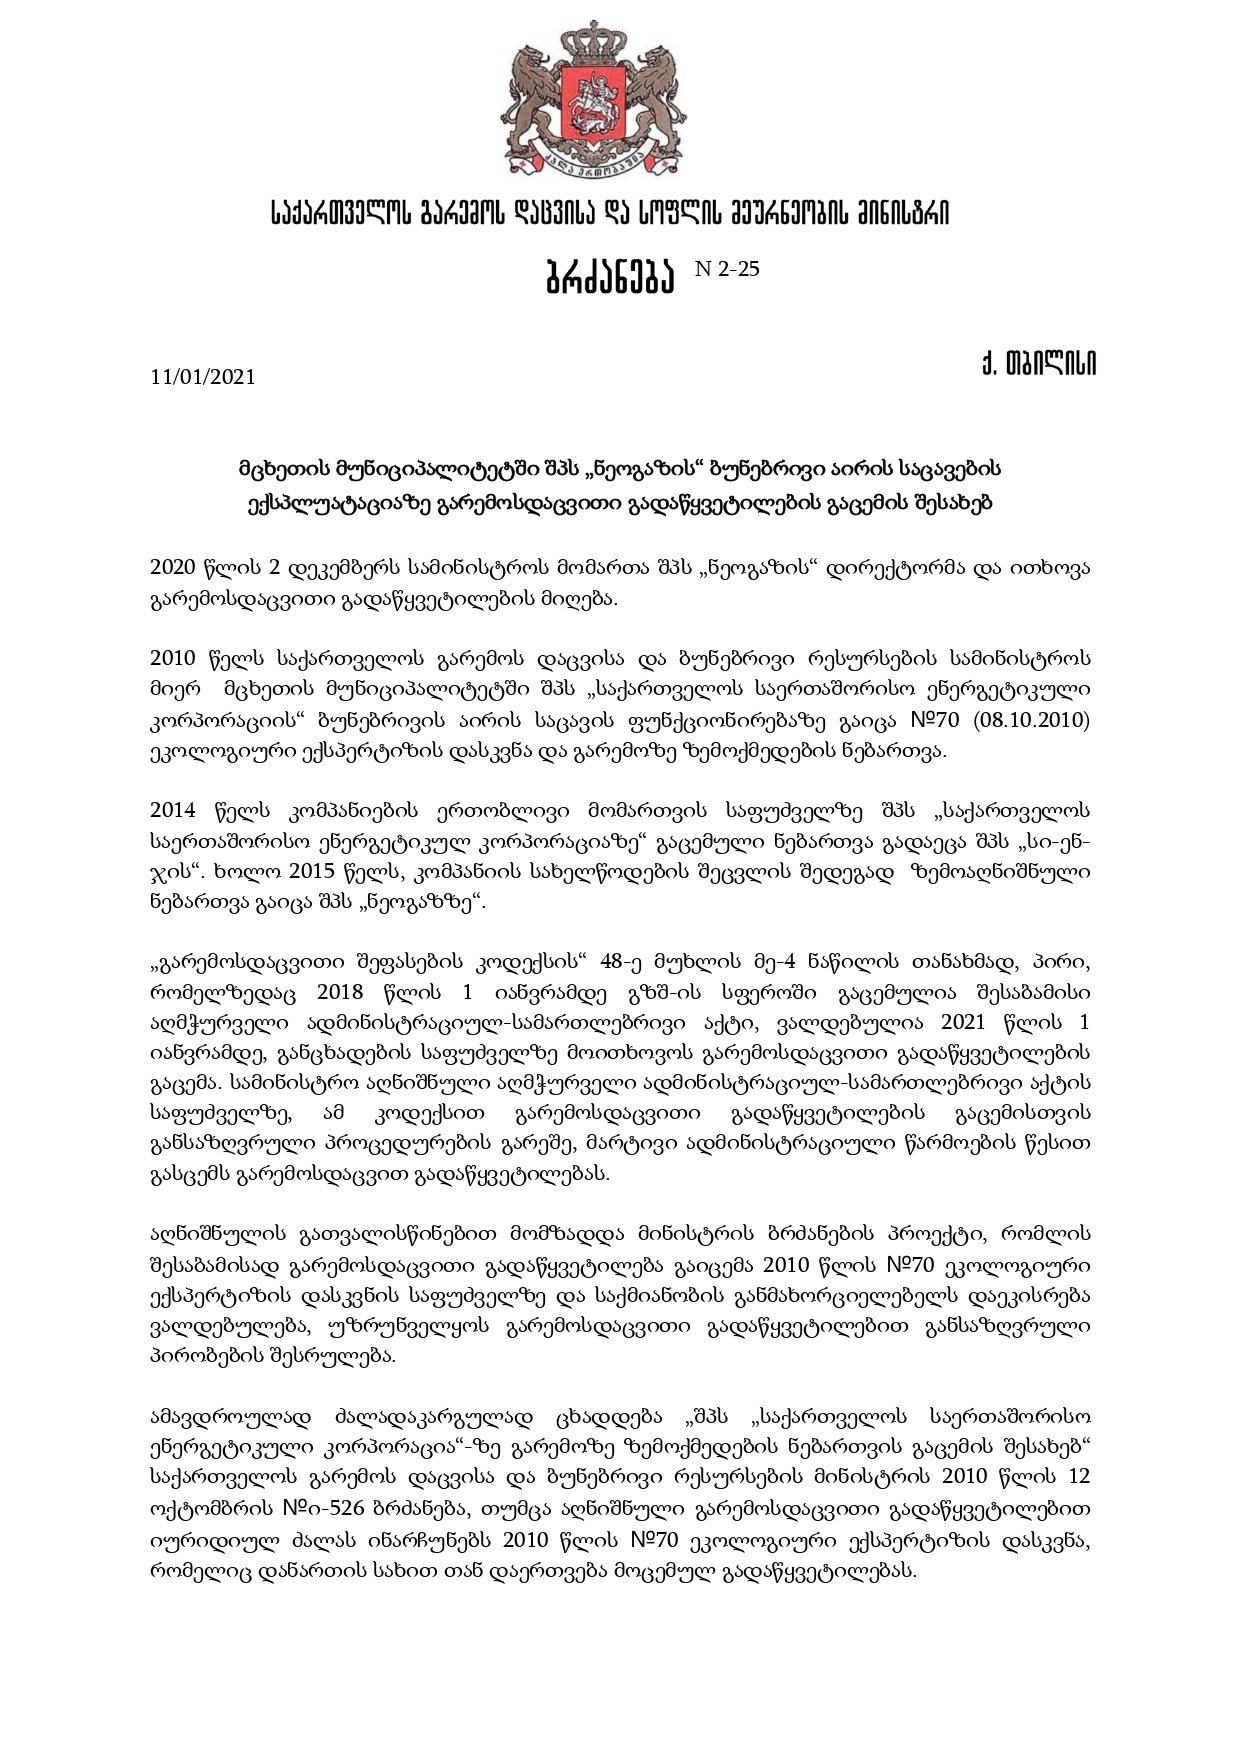 ძალა ერთობაშია
საქართველოს გარემოს დაცვისა და სოფლის მეურნეობის მინისტრი
ბრძანება N 2-25
ქ. თბილისი
11/01/2021
მცხეთის მუნიციპალიტეტში შპს „ნეოგაზის“ ბუნებრივი აირის საცავების
ექსპლუატაციაზე გარემოსდაცვითი გადაწყვეტილების გაცემის შესახებ
2020 წლის 2 დეკემბერს სამინისტროს მომართა შპს „ნეოგაზის“ დირექტორმა და ითხოვა
გარემოსდაცვითი გადაწყვეტილების მიღება.
2010 წელს საქართველოს გარემოს დაცვისა და ბუნებრივი რესურსების სამინისტროს
მიერ მცხეთის მუნიციპალიტეტში შპს „საქართველოს საერთაშორისო ენერგეტიკული
კორპორაციის“ ბუნებრივის აირის საცავის ფუნქციონირებაზე გაიცა №70 (08.10.2010)
ეკოლოგიური ექსპერტიზის დასკვნა და გარემოზე ზემოქმედების ნებართვა.
2014 წელს კომპანიების ერთობლივი მომართვის საფუძველზე შპს „საქართველოს
საერთაშორისო ენერგეტიკულ კორპორაციაზე“ გაცემული ნებართვა გადაეცა შპს „სი-ენ-
ჯის“. ხოლო 2015 წელს, კომპანიის სახელწოდების შეცვლის შედეგად ზემოაღნიშნული
ნებართვა გაიცა შპს „ნეოგაზზე“.
„გარემოსდაცვითი შეფასების კოდექსის“ 48-ე მუხლის მე-4 ნაწილის თანახმად, პირი,
რომელზედაც 2018 წლის 1 იანვრამდე გზშ-ის სფეროში გაცემულია შესაბამისი
აღმჭურველი ადმინისტრაციულ-სამართლებრივი აქტი, ვალდებულია 2021 წლის 1
იანვრამდე, განცხადების საფუძველზე მოითხოვოს გარემოსდაცვითი გადაწყვეტილების
გაცემა. სამინისტრო აღნიშნული აღმჭურველი ადმინისტრაციულ-სამართლებრივი აქტის
საფუძველზე, ამ კოდექსით გარემოსდაცვითი გადაწყვეტილების გაცემისთვის
განსაზღვრული პროცედურების გარეშე, მარტივი ადმინისტრაციული წარმოების წესით
გასცემს გარემოსდაცვით გადაწყვეტილებას.
აღნიშნულის გათვალისწინებით მომზადდა მინისტრის ბრძანების პროექტი, რომლის
შესაბამისად გარემოსდაცვითი გადაწყვეტილება გაიცემა 2010 წლის №70 ეკოლოგიური
ექსპერტიზის დასკვნის საფუძველზე და საქმიანობის განმახორციელებელს დაეკისრება
ვალდებულება, უზრუნველყოს გარემოსდაცვითი გადაწყვეტილებით განსაზღვრული
პირობების შესრულება.
ამავდროულად ძალადაკარგულად ცხადდება „შპს „საქართველოს საერთაშორისო
ენერგეტიკული კორპორაცია“-ზე გარემოზე ზემოქმედების ნებართვის გაცემის შესახებ“
საქართველოს გარემოს დაცვისა და ბუნებრივი რესურსების მინისტრის 2010 წლის 12
ოქტომბრის №ი-526 ბრძანება, თუმცა აღნიშნული გარემოსდაცვითი გადაწყვეტილებით
იურიდიულ ძალას ინარჩუნებს 2010 წლის №70 ეკოლოგიური ექსპერტიზის დასკვნა,
რომელიც დანართის სახით თან დაერთვება მოცემულ გადაწყვეტილებას.